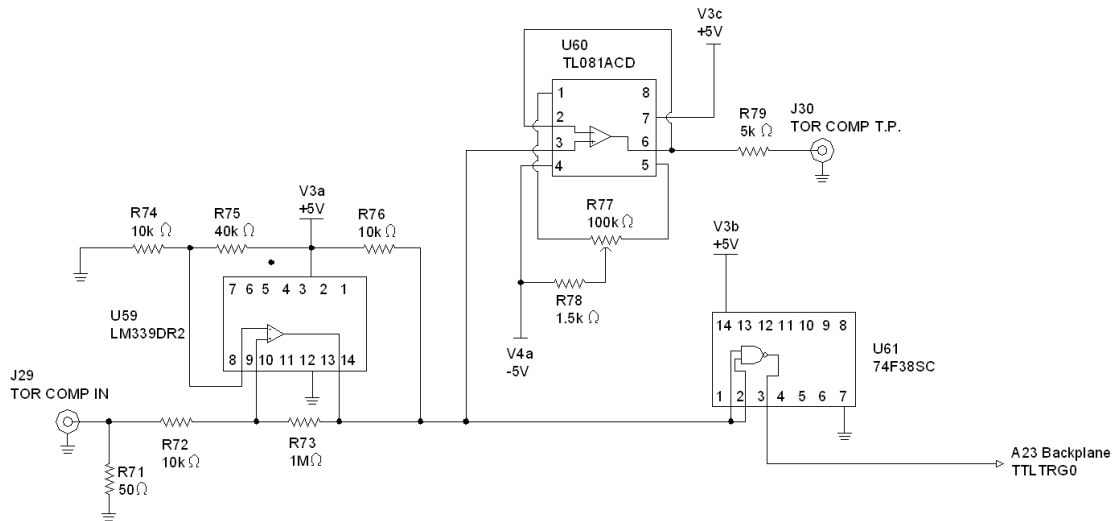 V3c
+5V
U60
TL081ACD
1 8
2 7
3 6
4 5
R79
5k Ω
J30
TOR COMP T.P.
R77
100k Ω
R78
1.5k Ω
V4a
-5V
V3a
+5V
R74
10k Ω
R75
40k Ω
R76
10k Ω
7 6 5 4 3 2 1
U59
LM339DR2
8 9 10 11 12 13 14
J29
TOR COMP IN
R72
10k Ω
R73
1MΩ
R71
50Ω
V3b
+5V
14 13 12 11 10 9 8
U61
74F38SC
1 2 3 4 5 6 7
A23 Backplane
TTLTRG0